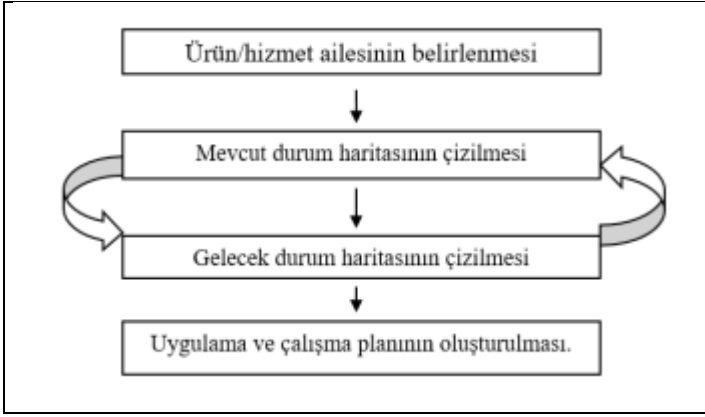 Ürün/hizmet ailesinin belirlenmesi
Mevcut durum haritasının çizilmesi
Gelecek durum haritasının çizilmesi
Uygulama ve çalışma planının oluşturulması.